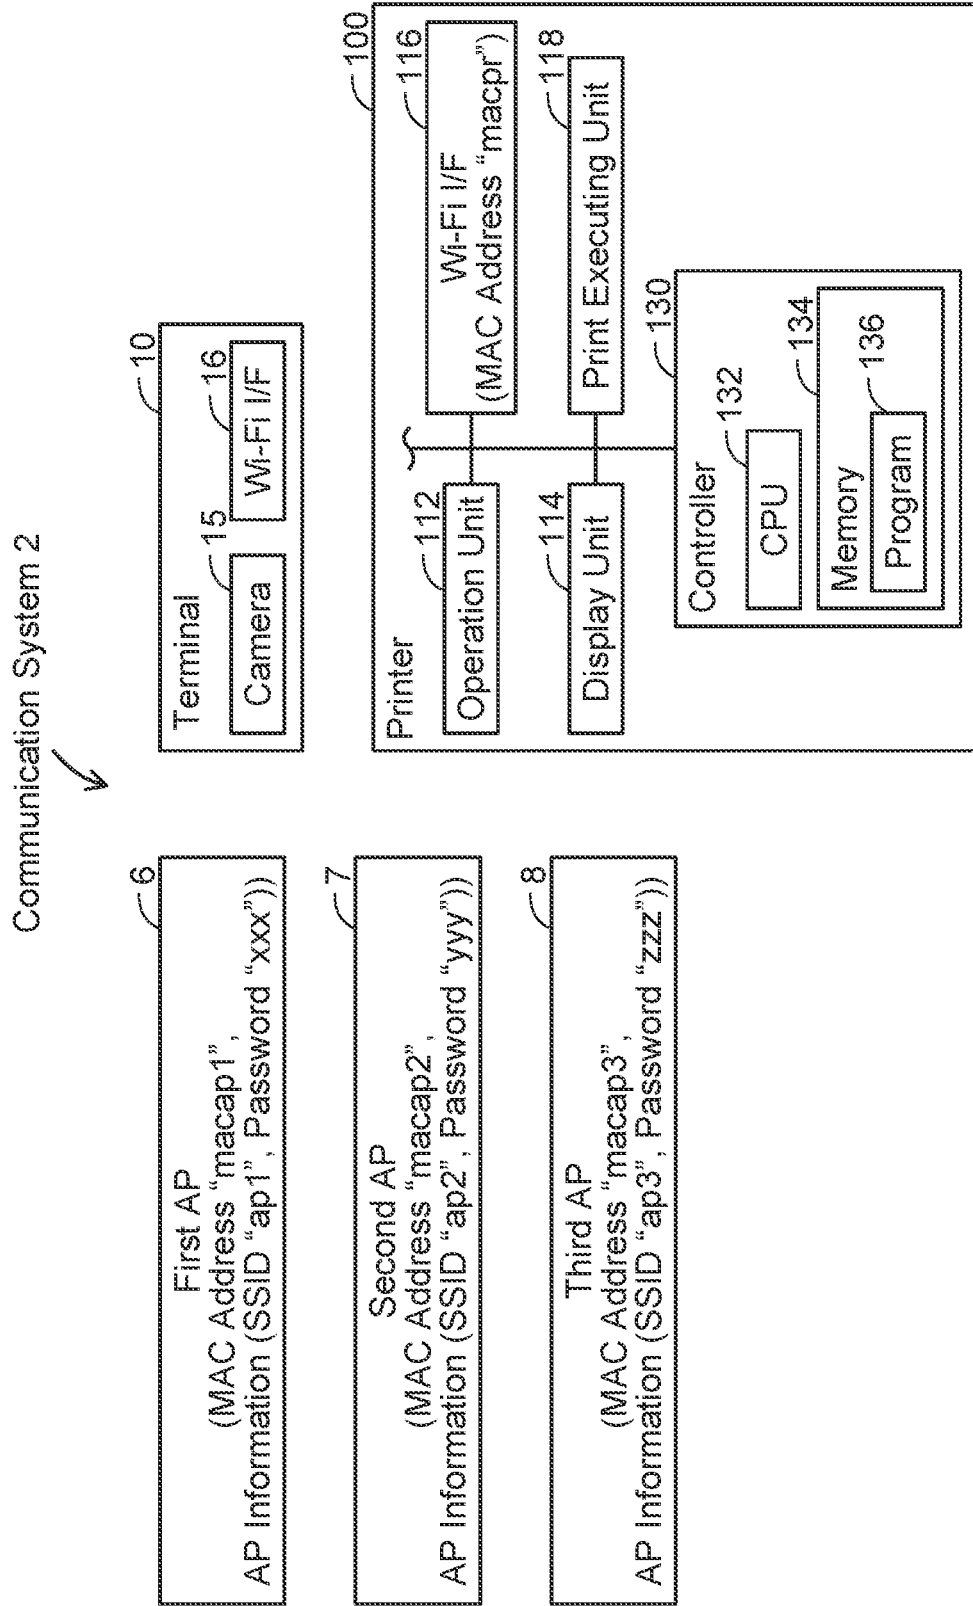 Communication System 2
6
First AP
(MAC Address “macap1”,
AP Information (SSID “ap1”, Password “xxx”))
7
Second AP
(MAC Address “macap2”,
AP Information (SSID “ap2”, Password “yyy”))
8
Third AP
(MAC Address “macap3”,
AP Information (SSID “ap3”, Password “zzz”))
10
Terminal
15
16
Camera
Wi-Fi I/F
100
Printer
112
116
Operation Unit
Wi-Fi I/F
(MAC Address “macpr”)
114
118
Display Unit
Print Executing Unit
130
Controller
132
CPU
134
Memory
136
Program